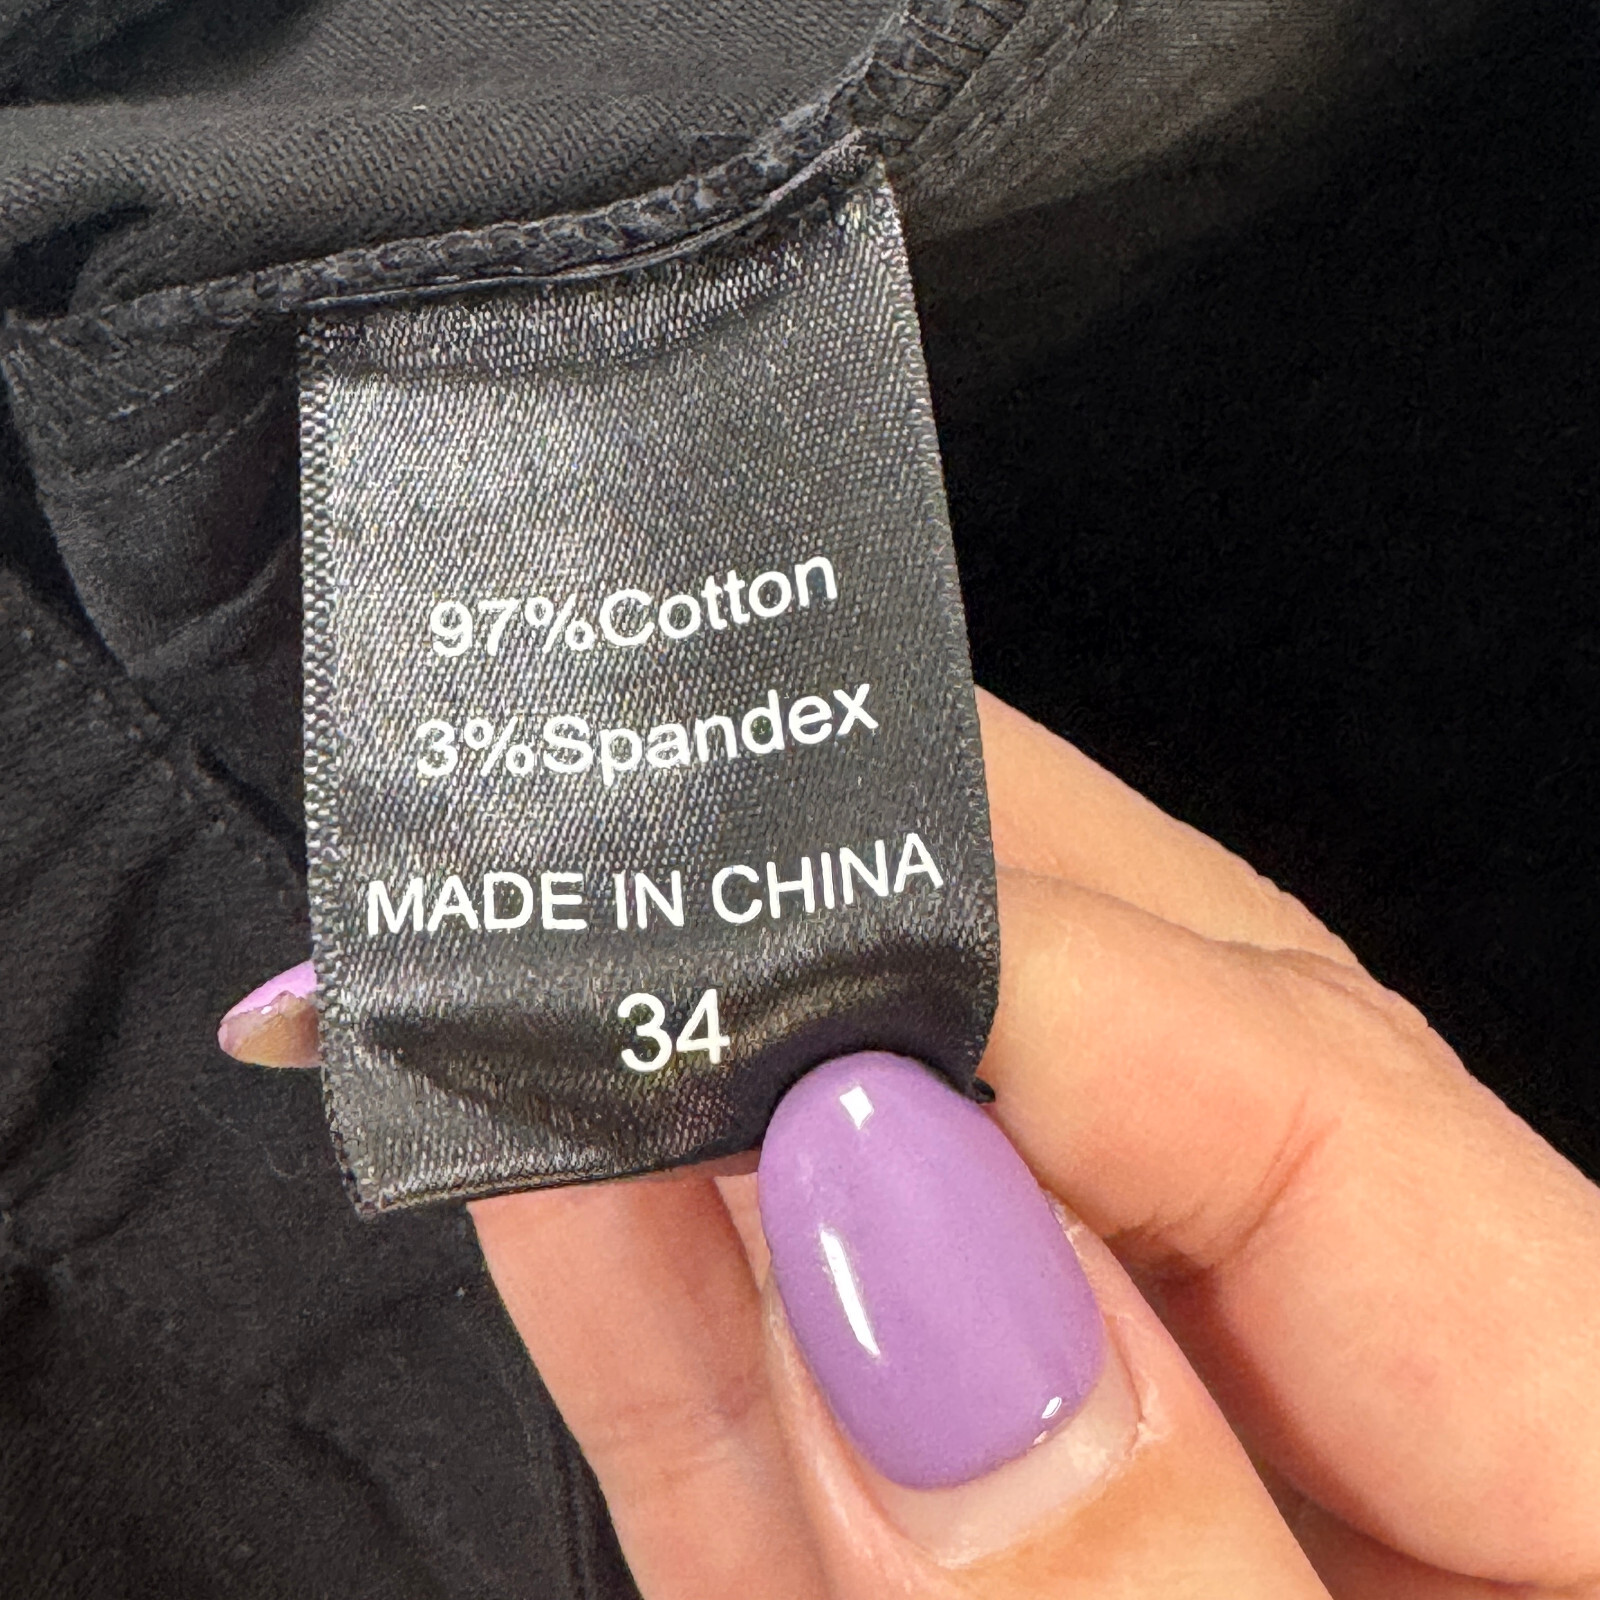 97%Cotton
3%Spandex
MADE IN CHINA
34